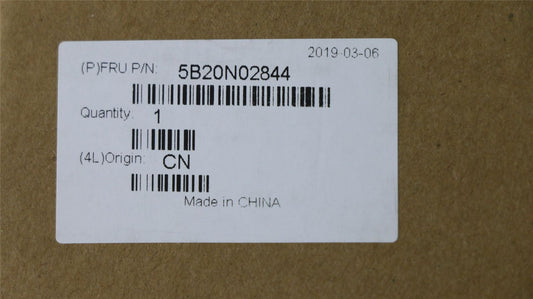 2019-03-06
(P)FRU P/N: 5B20N02844
Quantity: 1
(4L)Origin: CN
Made in CHINA